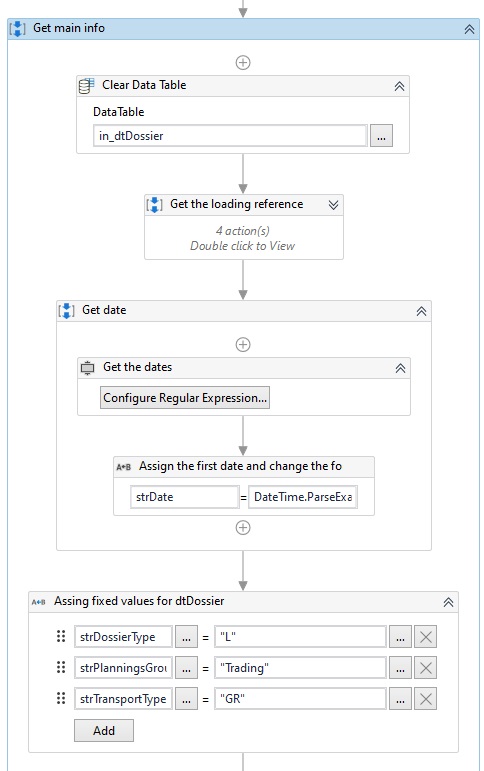 Get main info
Clear Data Table
DataTable
in_dtDossier
...
Get the loading reference
4 action(s)
Double click to View
Get date
Get the dates
Configure Regular Expression...
A↔B Assign the first date and change the fo
strDate = DateTime.ParseExa
A↔B Assing fixed values for dtDossier
strDossierType ... = "L" ...
strPlanningsGrou ... = "Trading" ...
strTransportType ... = "GR" ...
Add